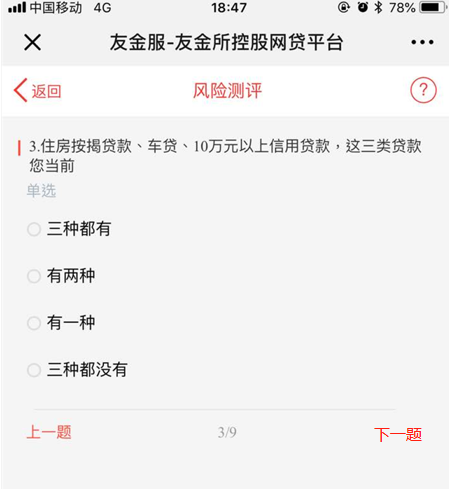 中国移动 4G 18:47 78%
友金服-友金所控股网贷平台
返回 风险测评 ?
3.住房按揭贷款、车贷、10万元以上信用贷款，这三类贷款
您当前
单选
三种都有
有两种
有一种
三种都没有
上一题 3/9 下一题